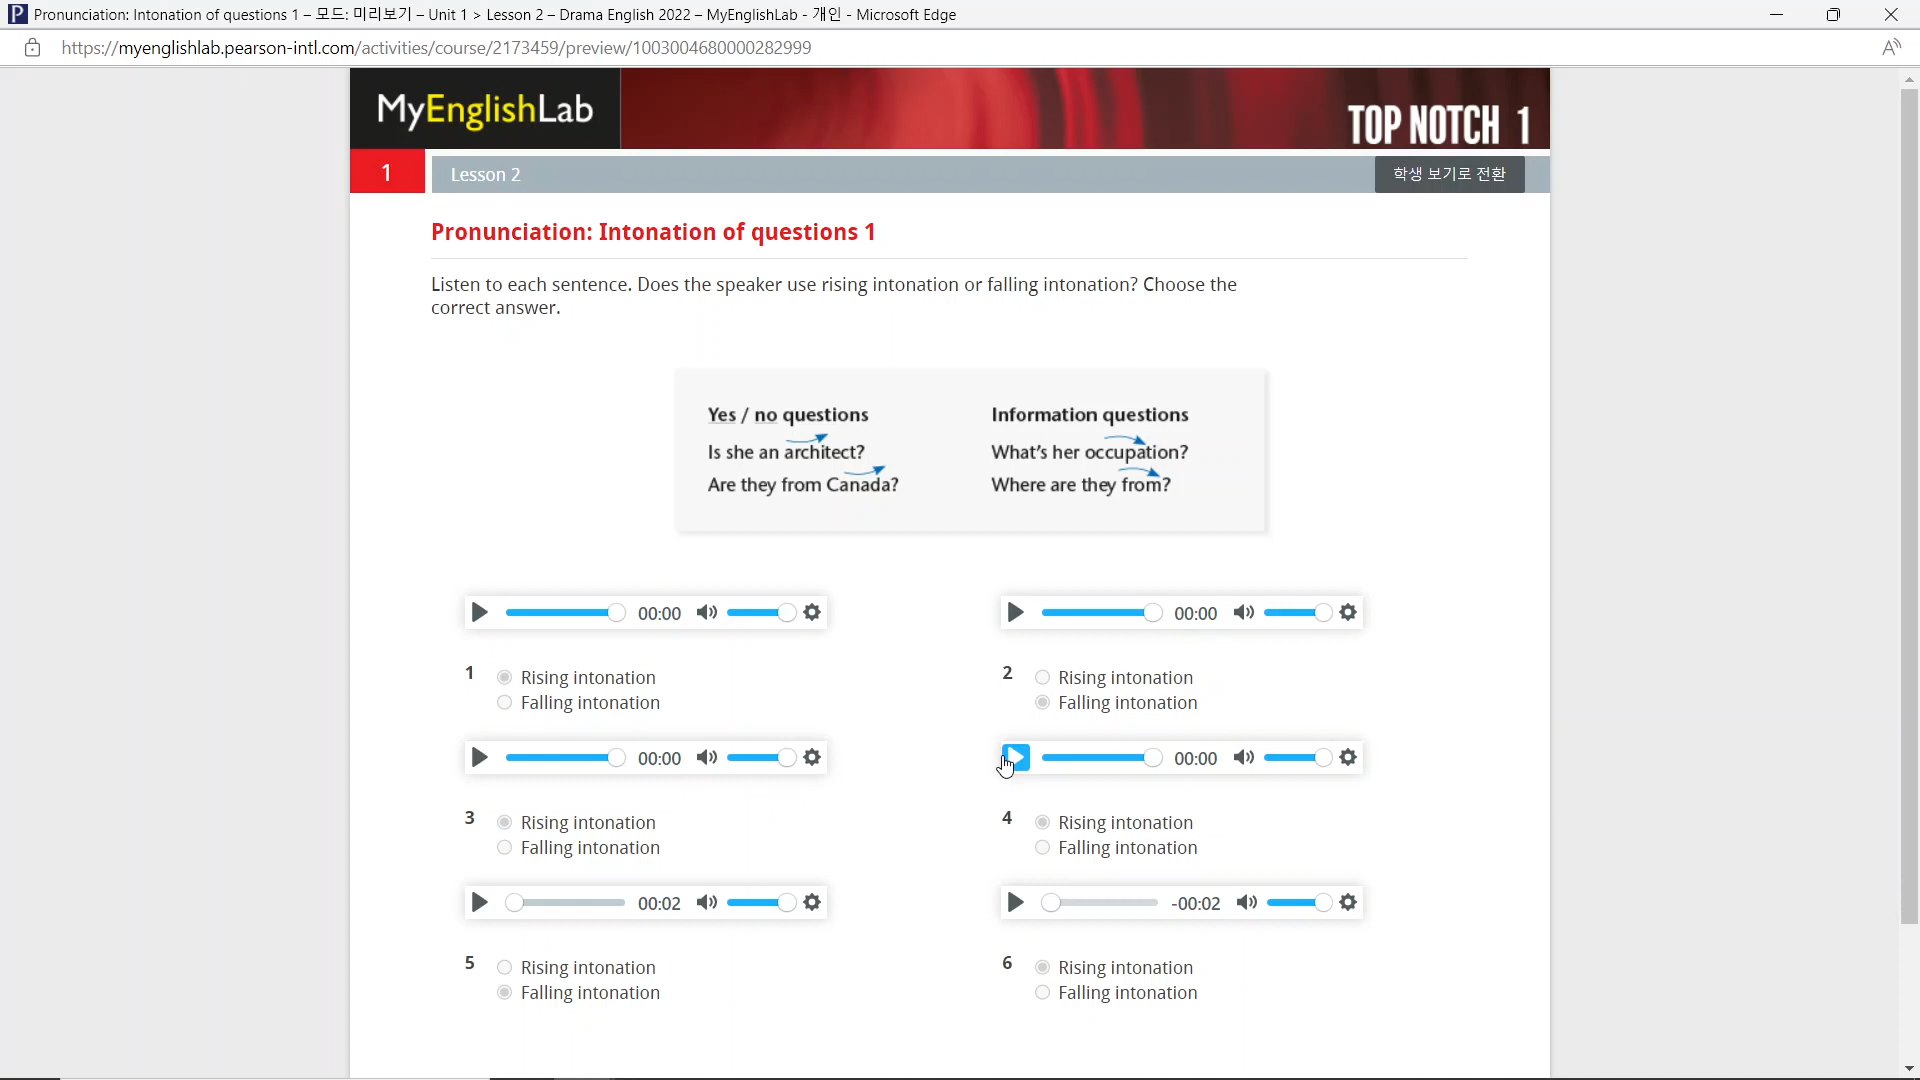 Pronunciation: Intonation of questions 1 – 모드: 미리보기 – Unit 1 > Lesson 2 – Drama English 2022 – MyEnglishLab - 개인 - Microsoft Edge
https://myenglishlab.pearson-intl.com/activities/course/2173459/preview/1003004680000282999
MyEnglishLab
TOP NOTCH 1
1 Lesson 2 학생 보기로 전환
Pronunciation: Intonation of questions 1
Listen to each sentence. Does the speaker use rising intonation or falling intonation? Choose the
correct answer.
Yes / no questions
Is she an architect?
Are they from Canada?
Information questions
What's her occupation?
Where are they from?
00:00
1 Rising intonation
Falling intonation
00:00
2 Rising intonation
Falling intonation
00:00
3 Rising intonation
Falling intonation
00:00
4 Rising intonation
Falling intonation
00:02
5 Rising intonation
Falling intonation
-00:02
6 Rising intonation
Falling intonation